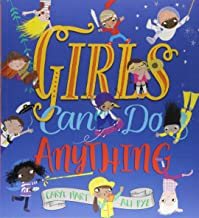 GIRLS
Can Do
ANYTHING
CARYL HART
ALI PYE